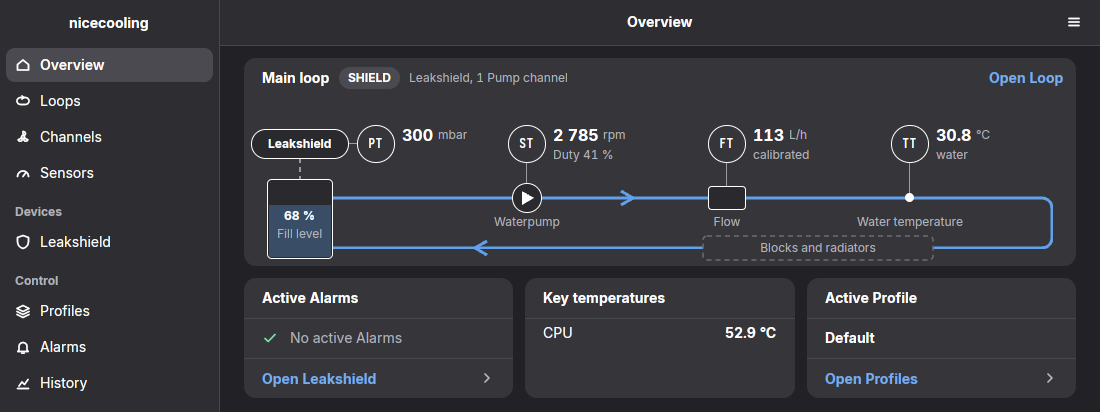 nicecooling
Overview
Overview
Loops
Channels
Sensors
Devices
Leakshield
Control
Profiles
Alarms
History
Main loop SHIELD Leakshield, 1 Pump channel Open Loop
Leakshield PT 300 mbar
ST 2 785 rpm
Duty 41 %
FT 113 L/h
calibrated
TT 30.8 °C
water
68 %
Fill level
Waterpump
Flow
Water temperature
Blocks and radiators
Active Alarms
No active Alarms
Open Leakshield
Key temperatures
CPU 52.9 °C
Active Profile
Default
Open Profiles